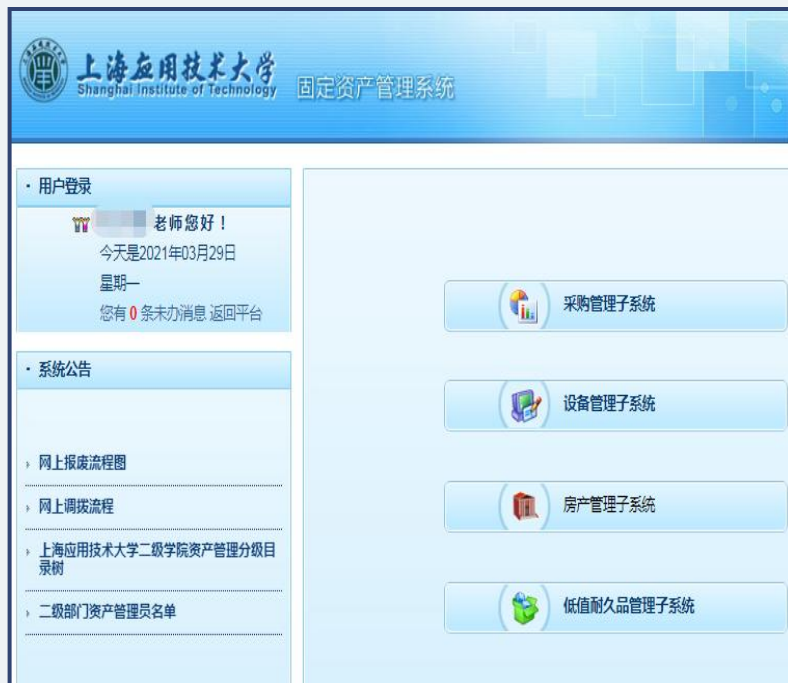 上海应用技术大学
Shanghai Institute of Technology
固定资产管理系统
· 用户登录
老师您好！
今天是2021年03月29日
星期一
您有 0 条未办消息 返回平台
· 系统公告
网上报废流程图
网上调拨流程
上海应用技术大学二级学院资产管理分级目
录树
二级部门资产管理员名单
采购管理子系统
设备管理子系统
房产管理子系统
低值耐久品管理子系统